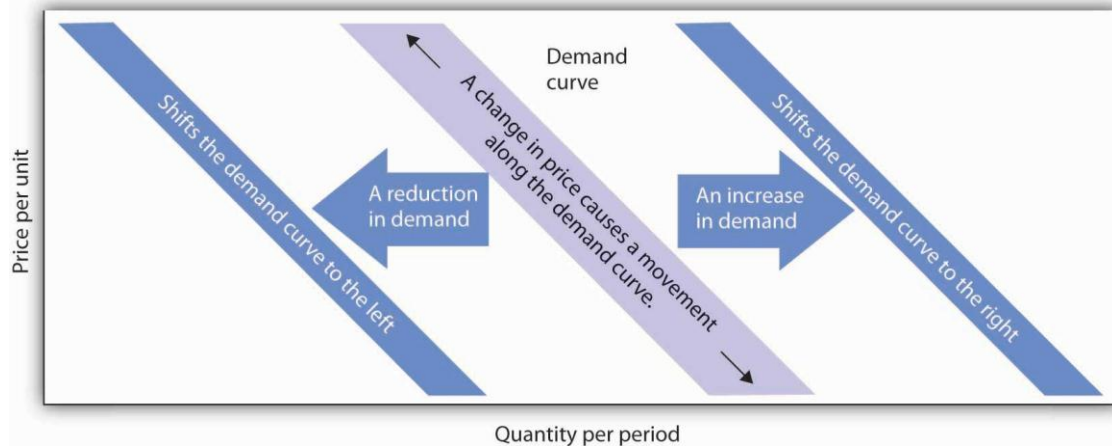 Price per unit
Shifts the demand curve to the left
A reduction
in demand
A change in price causes a movement
along the demand curve.
Demand
curve
An increase
in demand
Shifts the demand curve to the right
Quantity per period